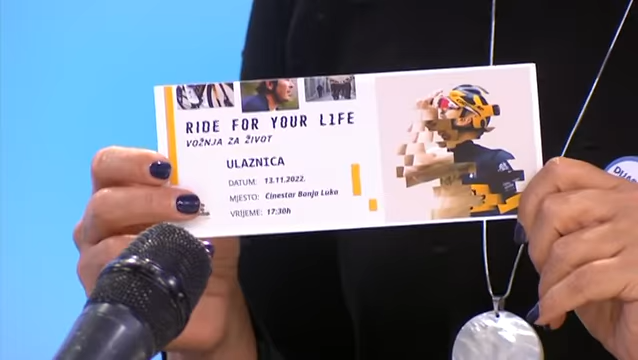 RIDE FOR YOUR L1FE
VOŽNJA ZA ŽIVOT
ULAZNICA
DATUM: 13.11.2022.
MJESTO: Cinestar Banja Luka
VRIJEME: 17:30h